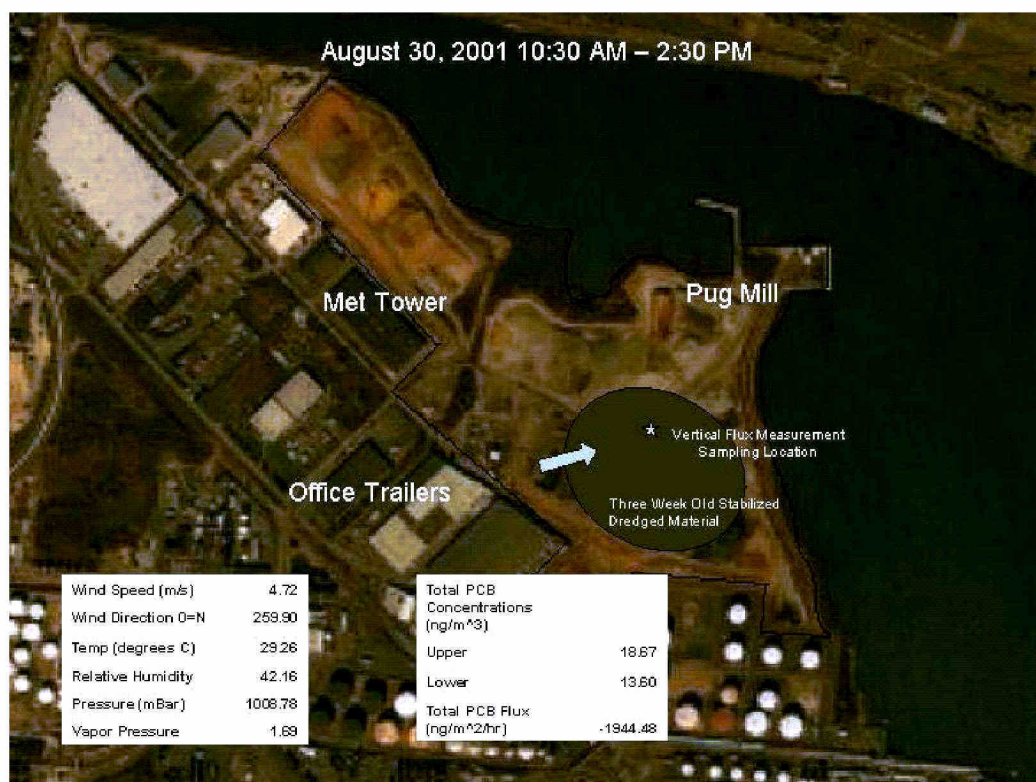 August 30, 2001 10:30 AM – 2:30 PM
Met Tower
Pug Mill
Vertical Flux Measurement
Sampling Location
Office Trailers
Three Week Old Stabilized
Dredged Material
Wind Speed (m/s) 4.72
Wind Direction 0=N 259.90
Temp (degrees C) 29.26
Relative Humidity 42.16
Pressure (mBar) 1008.78
Vapor Pressure 1.69
Total PCB
Concentrations
(ng/m^3)
Upper 18.67
Lower 13.60
Total PCB Flux
(ng/m^2/hr) -1944.48